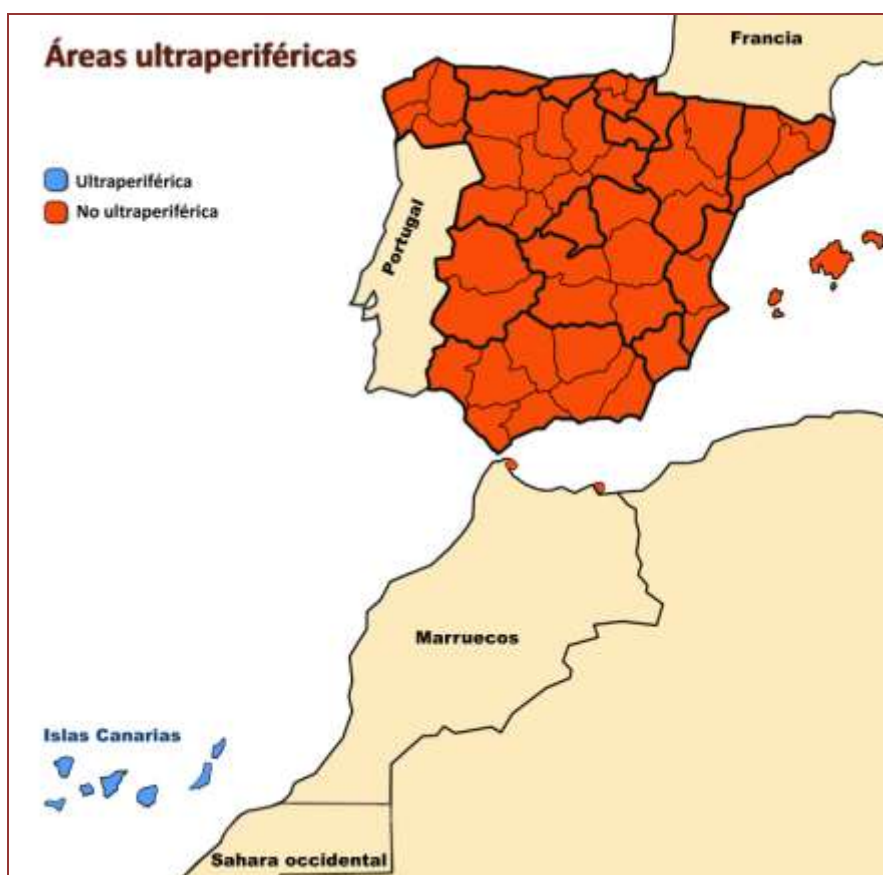 Áreas ultraperiféricas
Francia
Ultraperiférica
No ultraperiférica
Portugal
Marruecos
Islas Canarias
Sahara occidental